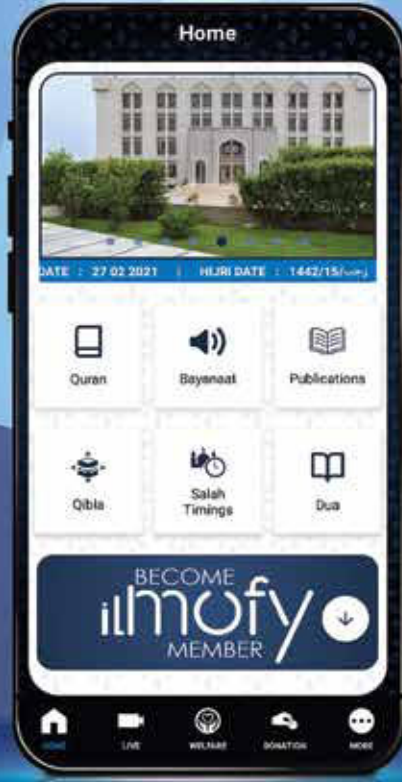 Home
DATE : 27 02 2021 | HIJRI DATE : 1442/15/رجب
Quran
Bayanaat
Publications
Qibla
Salah
Timings
Dua
BECOME
ilmofy
MEMBER
HOME
LIVE
WELFARE
DONATION
MORE